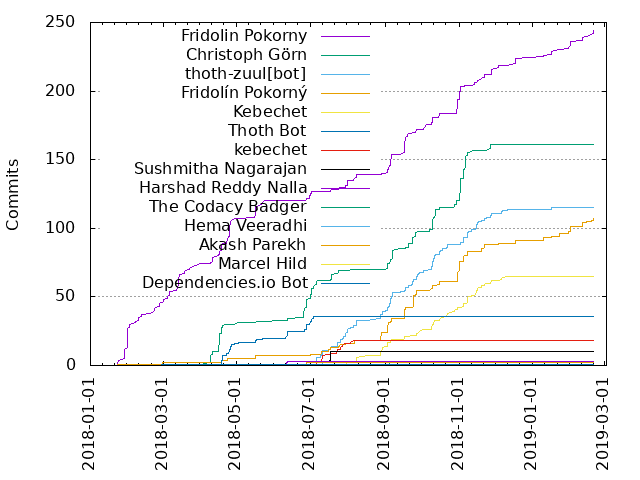 250
200
150
100
50
0
Commits
Fridolin Pokorny
Christoph Görn
thoth-zuul[bot]
Fridolín Pokorný
Kebechet
Thoth Bot
kebechet
Sushmitha Nagarajan
Harshad Reddy Nalla
The Codacy Badger
Hema Veeradhi
Akash Parekh
Marcel Hild
Dependencies.io Bot
2018-01-01
2018-03-01
2018-05-01
2018-07-01
2018-09-01
2018-11-01
2019-01-01
2019-03-01